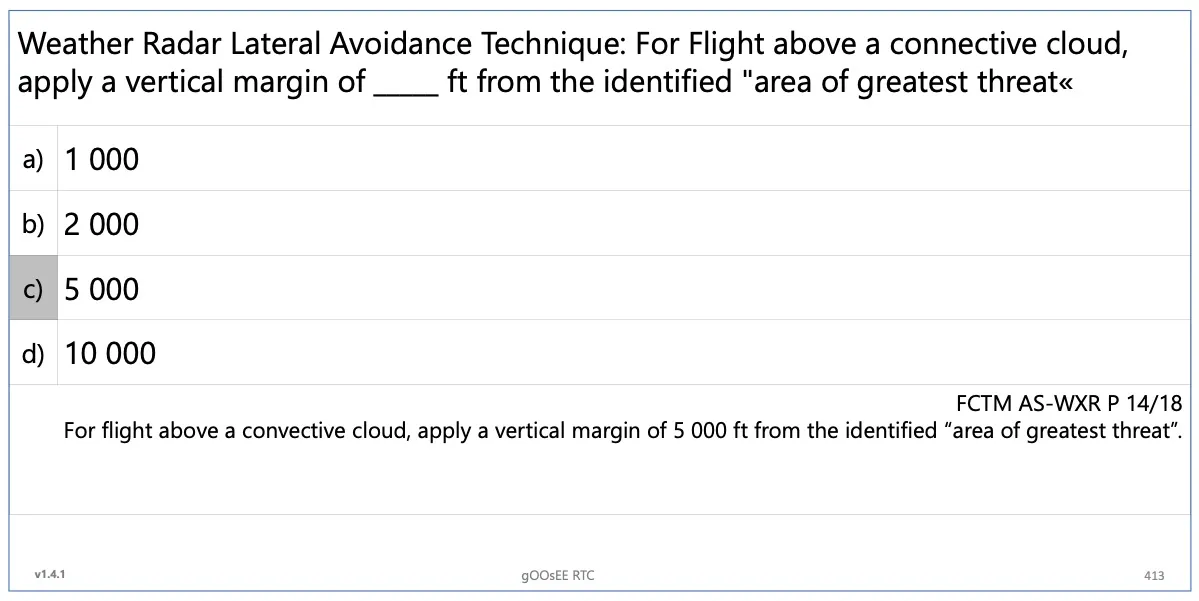 Weather Radar Lateral Avoidance Technique: For Flight above a connective cloud,
apply a vertical margin of _____ ft from the identified "area of greatest threat«
a) 1 000
b) 2 000
c) 5 000
d) 10 000
FCTM AS-WXR P 14/18
For flight above a convective cloud, apply a vertical margin of 5 000 ft from the identified “area of greatest threat”.
v1.4.1 gOOsEE RTC 413